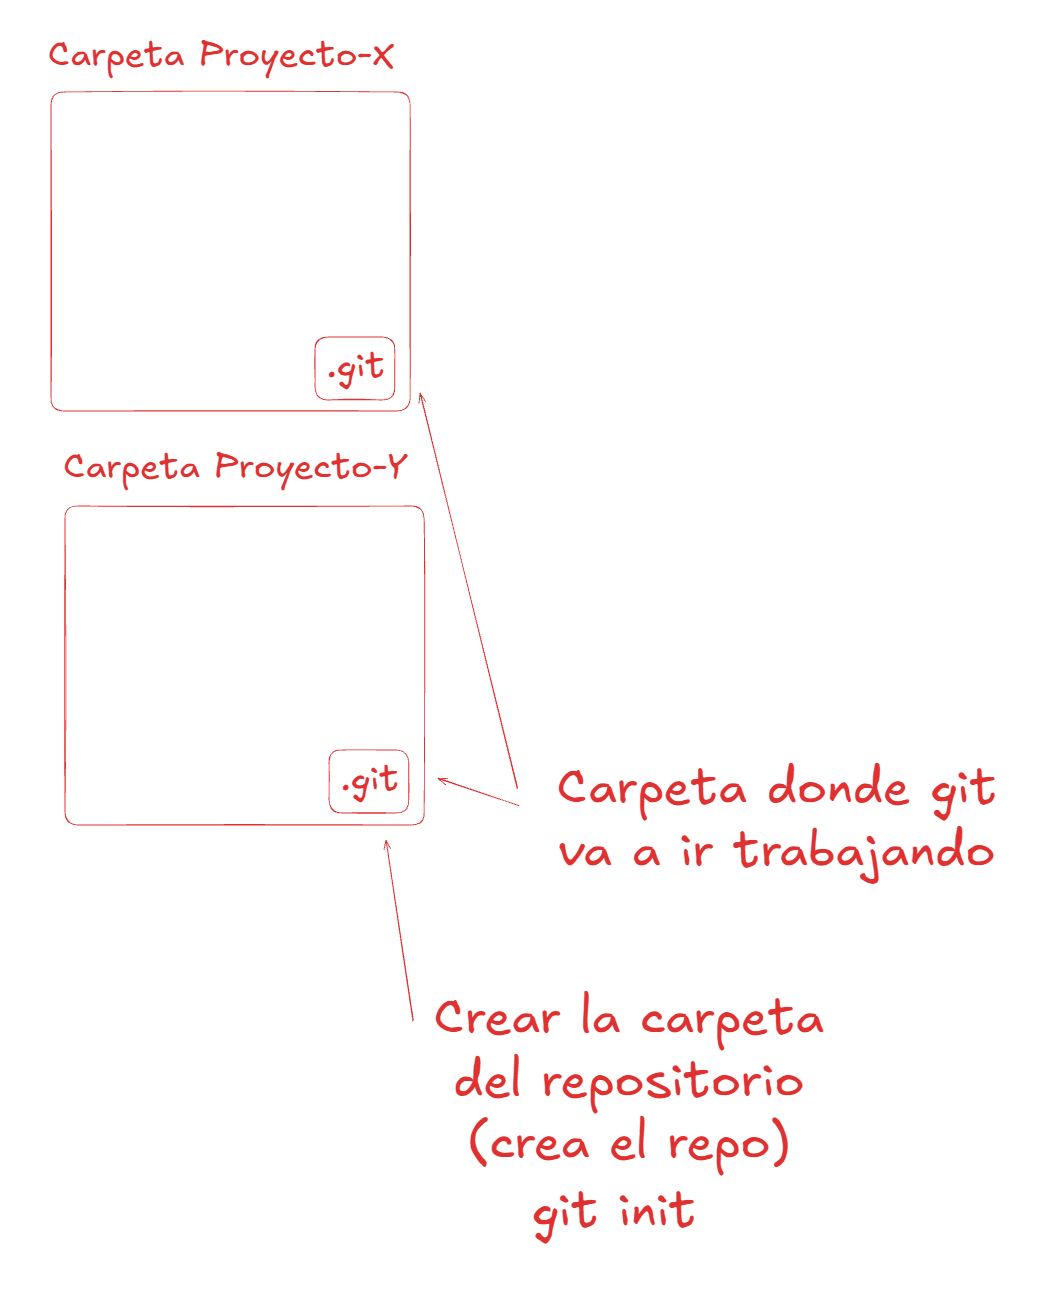 Carpeta Proyecto-X
.git
Carpeta Proyecto-Y
.git
Carpeta donde git
va a ir trabajando
Crear la carpeta
del repositorio
(crea el repo)
git init